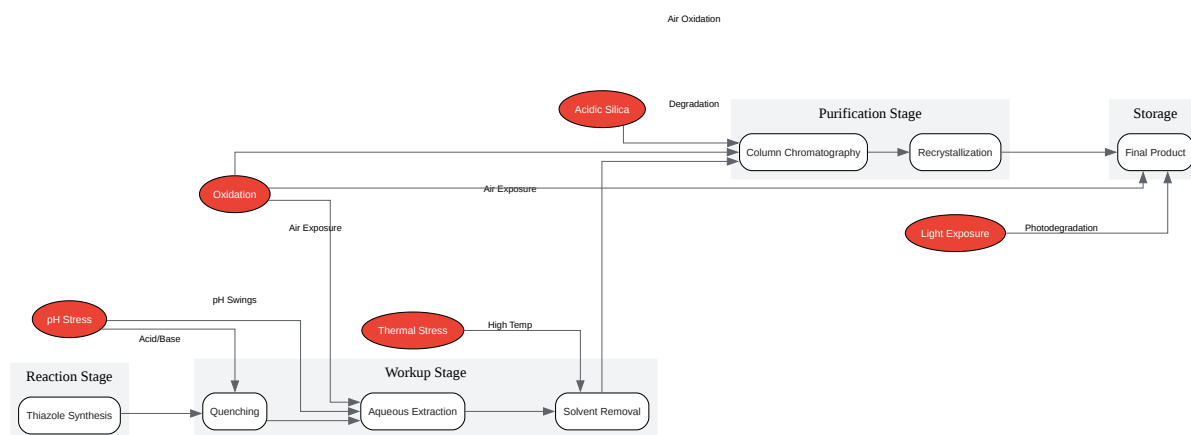 Air Oxidation
Acidic Silica
Degradation
Purification Stage
Storage
Column Chromatography
Recrystallization
Final Product
Oxidation
Air Exposure
Air Exposure
Light Exposure
Photodegradation
pH Swings
pH Stress
Acid/Base
Thermal Stress
High Temp
Reaction Stage
Workup Stage
Thiazole Synthesis
Quenching
Aqueous Extraction
Solvent Removal